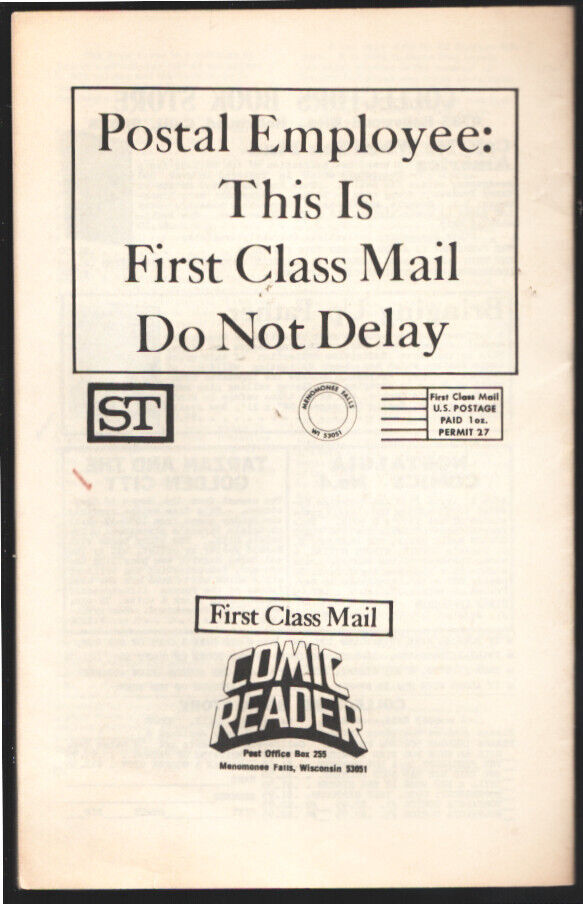 Postal Employee:
This Is
First Class Mail
Do Not Delay
ST
MENOMONEE FALLS
WI 53051
First Class Mail
U.S. POSTAGE
PAID 1oz.
PERMIT 27
First Class Mail
COMIC
READER
Post Office Box 255
Menomonee Falls, Wisconsin 53051